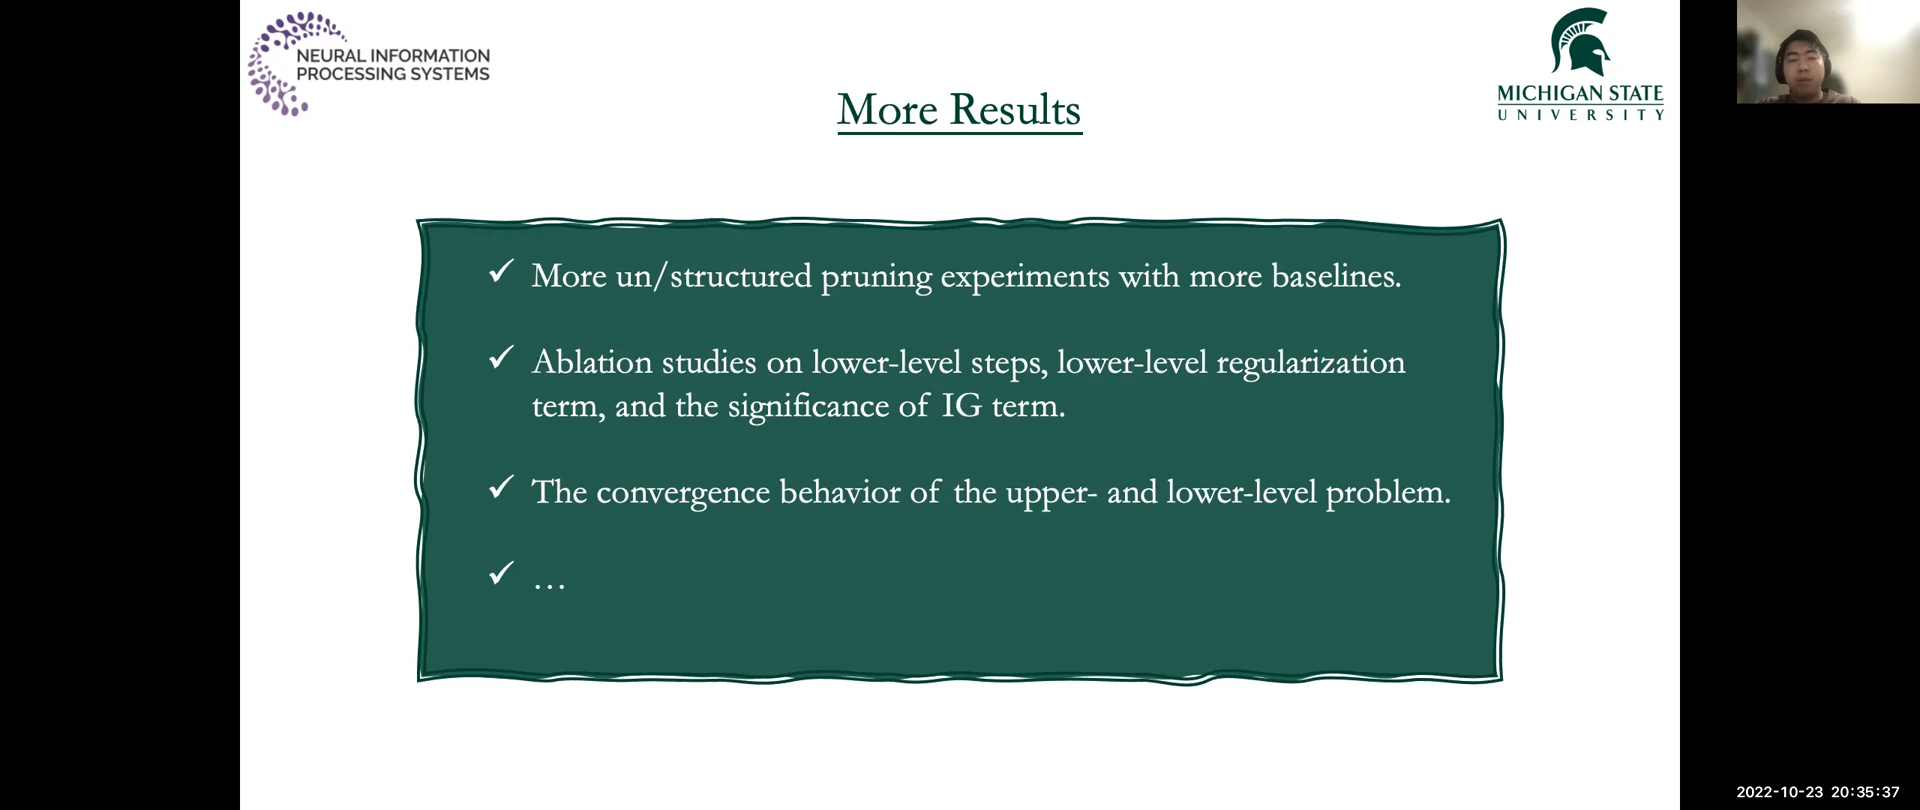 NEURAL INFORMATION
PROCESSING SYSTEMS
MICHIGAN STATE
UNIVERSITY
More Results
✓ More un/structured pruning experiments with more baselines.
✓ Ablation studies on lower-level steps, lower-level regularization
term, and the significance of IG term.
✓ The convergence behavior of the upper- and lower-level problem.
✓ …
2022-10-23 20:35:37